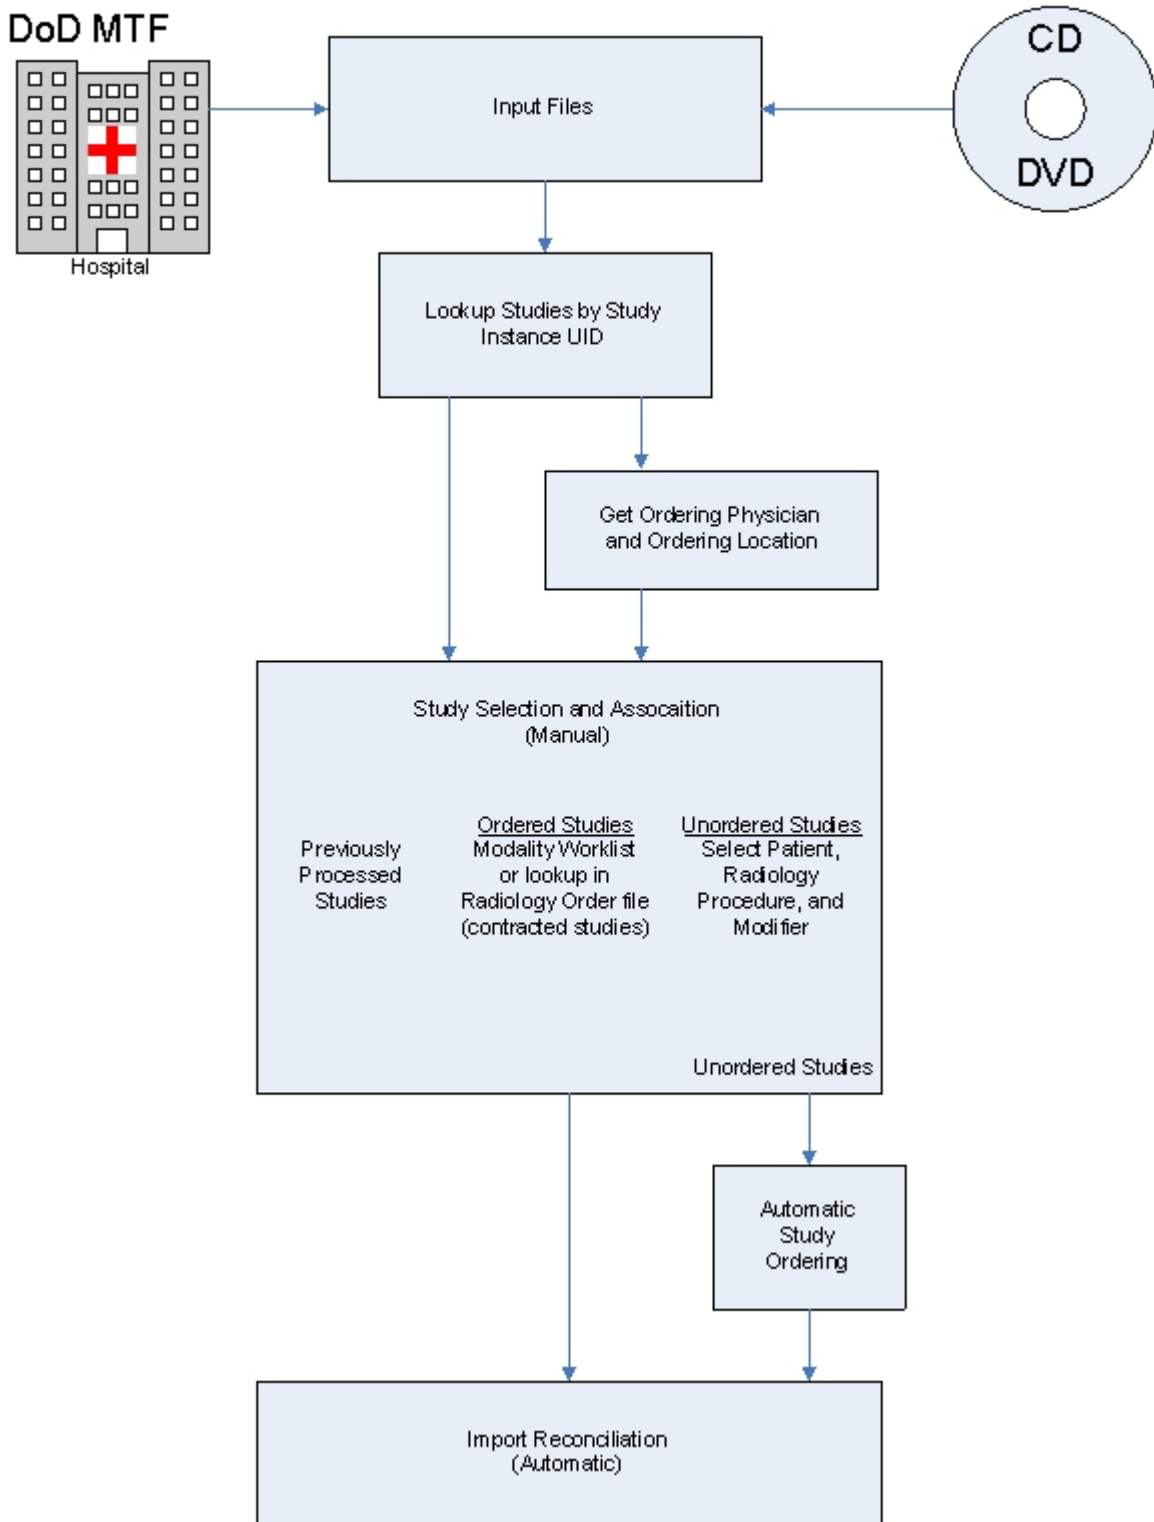 DoD MTF
Hospital
Input Files
CD
DVD
Lookup Studies by Study
Instance UID
Get Ordering Physician
and Ordering Location
Study Selection and Assocaition
(Manual)
Previously
Processed
Studies
Ordered Studies
Modality Worklist
or lookup in
Radiology Order file
(contracted studies)
Unordered Studies
Select Patient,
Radiology
Procedure, and
Modifier
Unordered Studies
Automatic
Study
Ordering
Import Reconciliation
(Automatic)